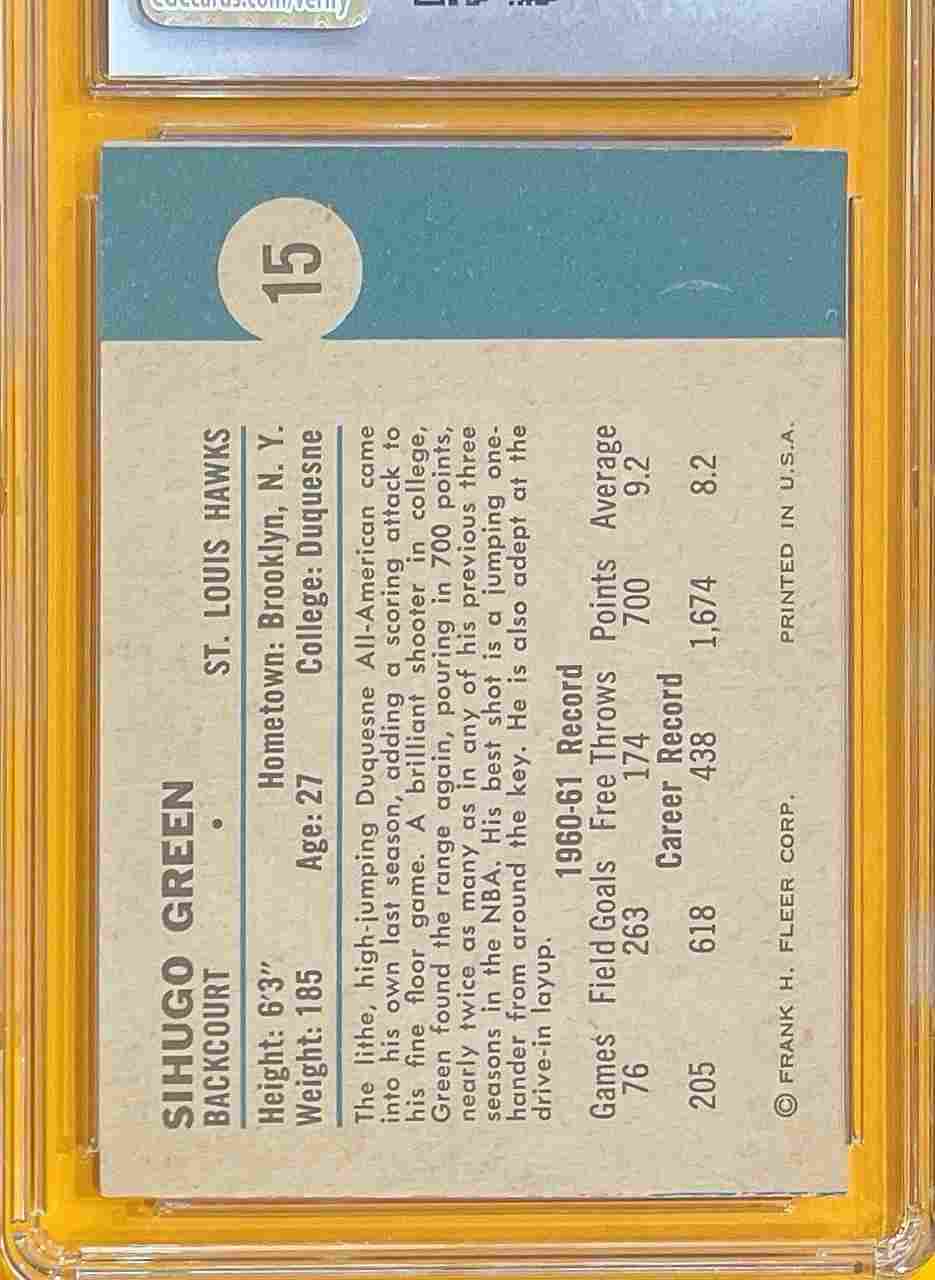 SIHUGO GREEN
BACKCOURT • ST. LOUIS HAWKS
Height: 6'3" Hometown: Brooklyn, N. Y.
Weight: 185 Age: 27 College: Duquesne
The lithe, high-jumping Duquesne All-American came
into his own last season, adding a scoring attack to
his fine floor game. A brilliant shooter in college,
Green found the range again, pouring in 700 points,
nearly twice as many as in any of his previous three
seasons in the NBA. His best shot is a jumping one-
hander from around the key. He is also adept at the
drive-in layup.
1960-61 Record
Games Field Goals Free Throws Points Average
76 263 174 700 9.2
Career Record
205 618 438 1,674 8.2
© FRANK H. FLEER CORP. PRINTED IN U.S.A.
15